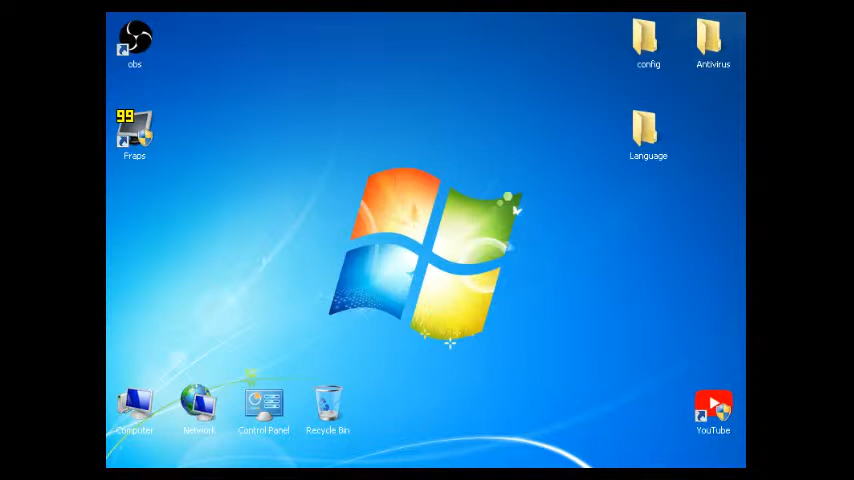 obs
config
Antivirus
99
Fraps
Language
Computer
Network
Control Panel
Recycle Bin
YouTube